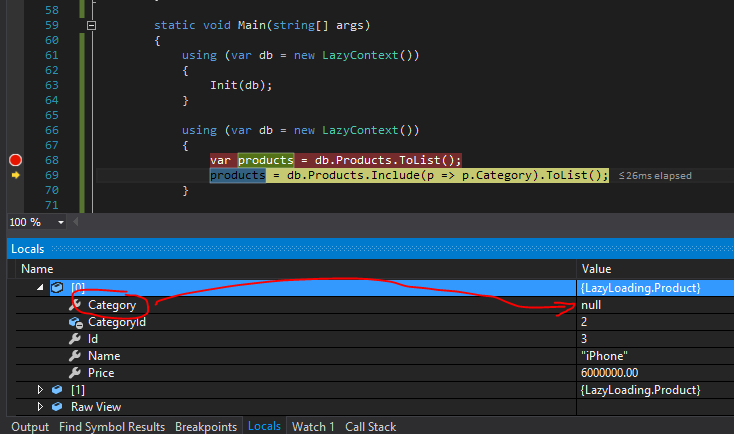 58
59 static void Main(string[] args)
60 {
61 using (var db = new LazyContext())
62 {
63 Init(db);
64 }
65
66 using (var db = new LazyContext())
67 {
68 var products = db.Products.ToList();
69 products = db.Products.Include(p => p.Category).ToList(); ≤26ms elapsed
70 }
71
100 %
Locals
Name Value
[0] {LazyLoading.Product}
Category null
CategoryId 2
Id 3
Name "iPhone"
Price 6000000.00
[1] {LazyLoading.Product}
Raw View
Output Find Symbol Results Breakpoints Locals Watch 1 Call Stack